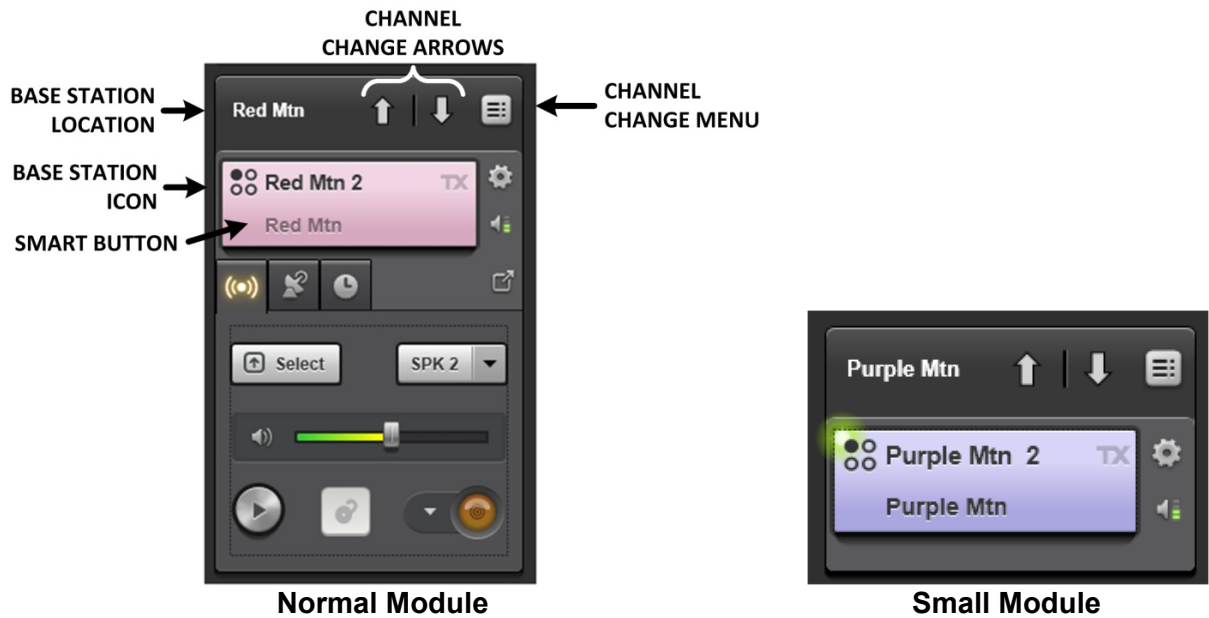 CHANNEL
CHANGE ARROWS
BASE STATION
LOCATION
Red Mtn
CHANNEL
CHANGE MENU
BASE STATION
ICON
Red Mtn 2 TX
SMART BUTTON
Red Mtn
Select SPK 2
Normal Module
Purple Mtn
Purple Mtn 2 TX
Purple Mtn
Small Module